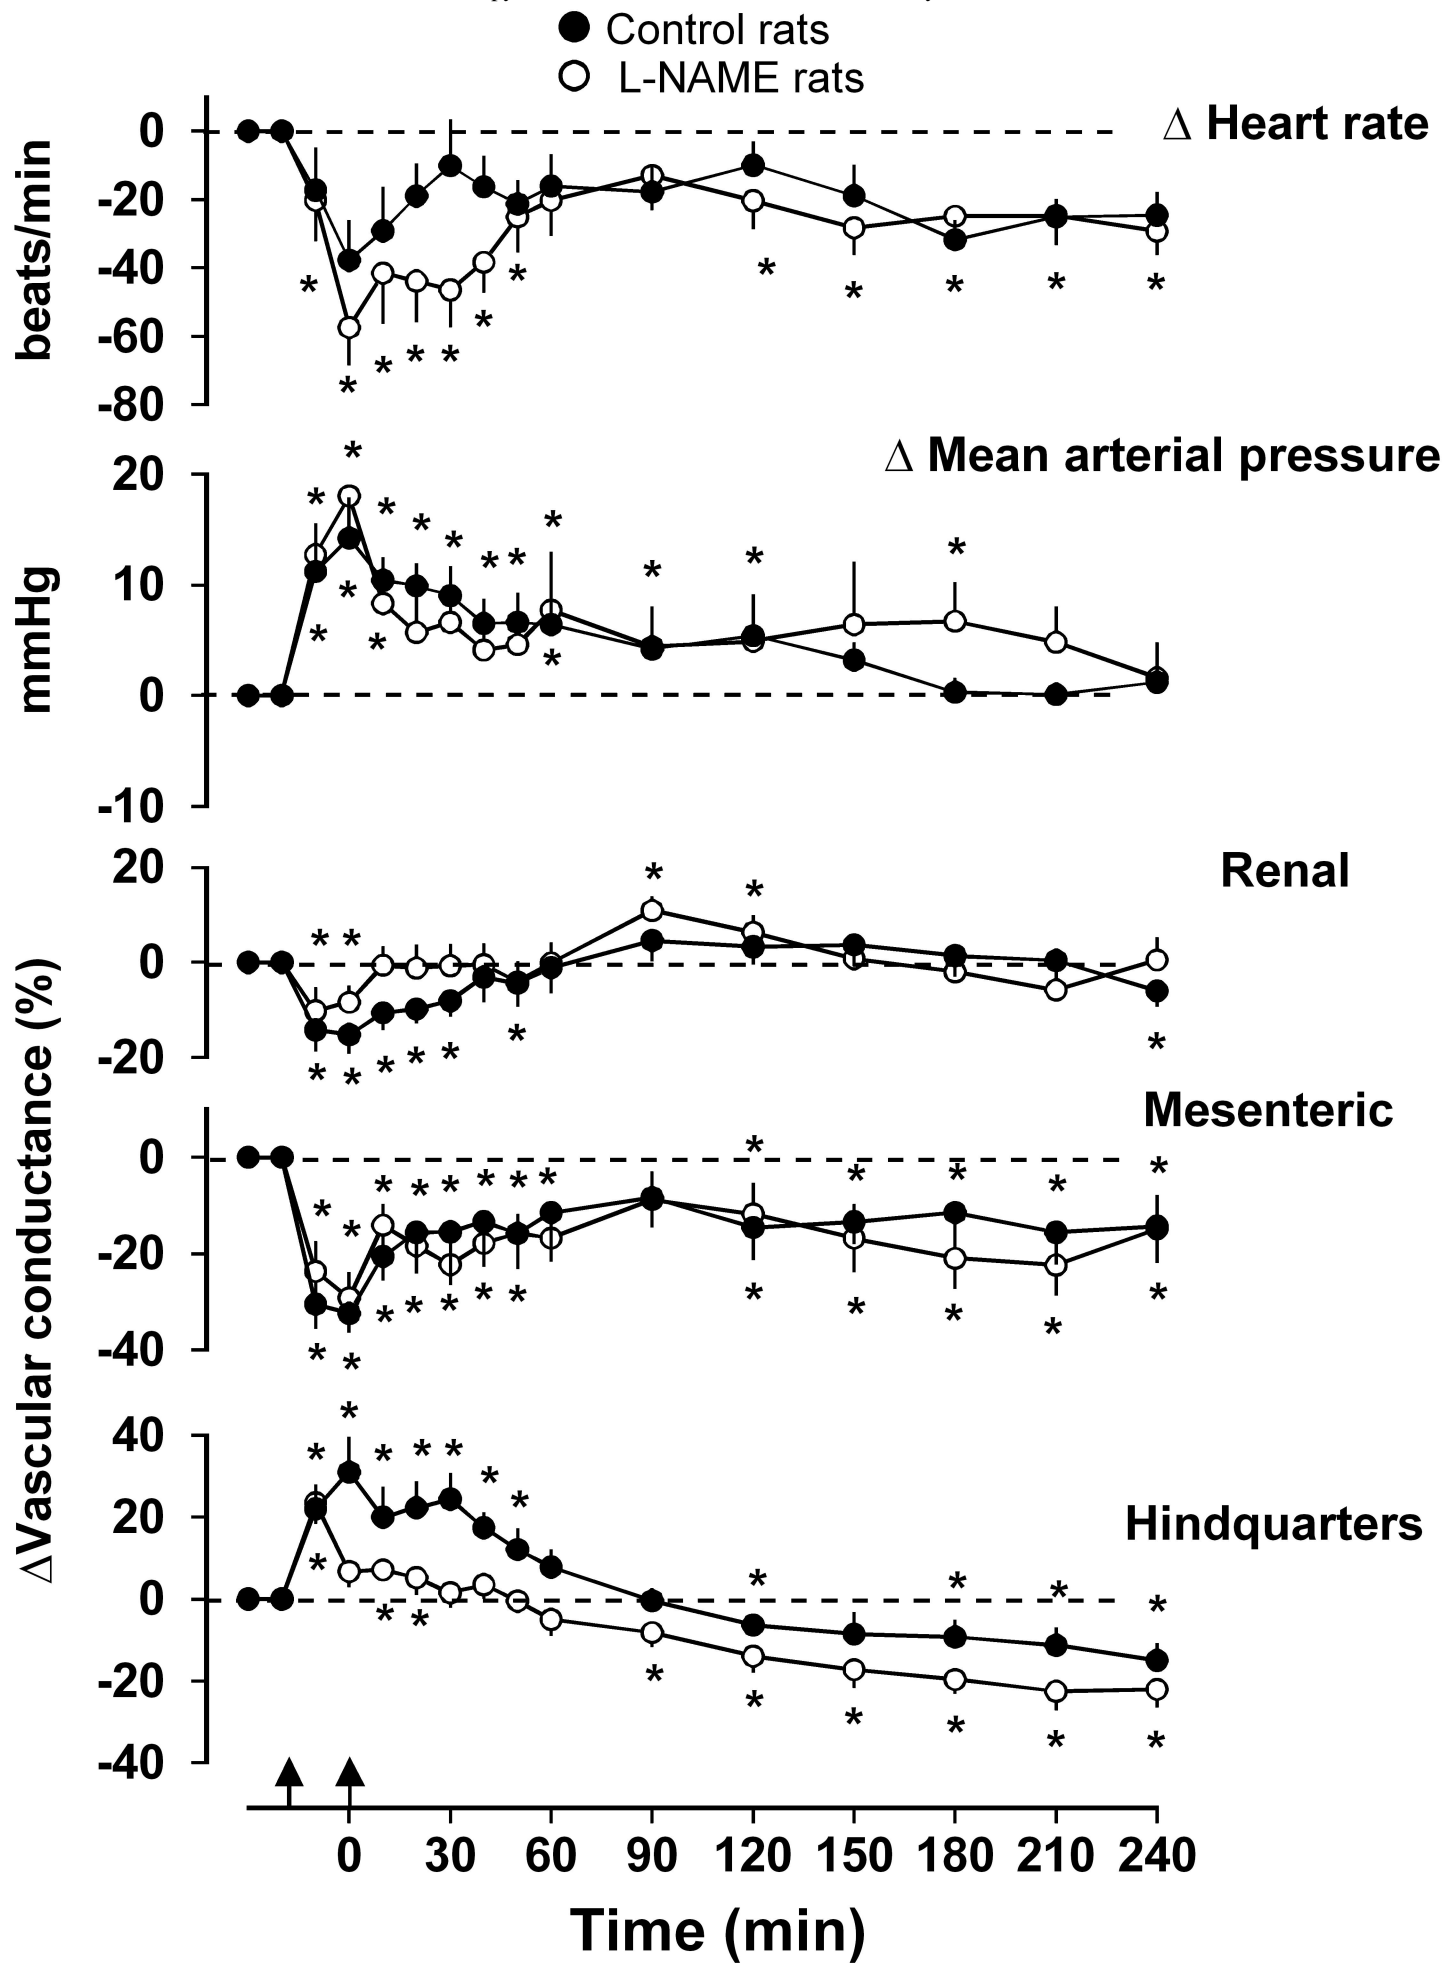 Control rats
L-NAME rats
Δ Heart rate
beats/min
0
-20
-40
-60
-80
* * * * * * * * * * * *
Δ Mean arterial pressure
mmHg
20
10
0
-10
* * * * * * * * * * * * * * *
ΔVascular conductance (%)
Renal
20
0
-20
* * * * * * * * * * *
Mesenteric
0
-20
-40
* * * * * * * * * * * * * * * * * * * * * * *
Hindquarters
40
20
0
-20
-40
* * * * * * * * * * * * * * * * * * * *
0 30 60 90 120 150 180 210 240
Time (min)